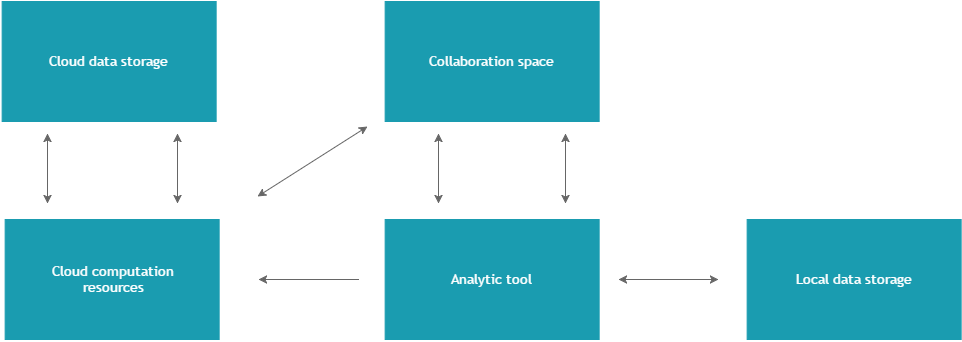 Cloud data storage
Collaboration space
Cloud computation
resources
Analytic tool
Local data storage